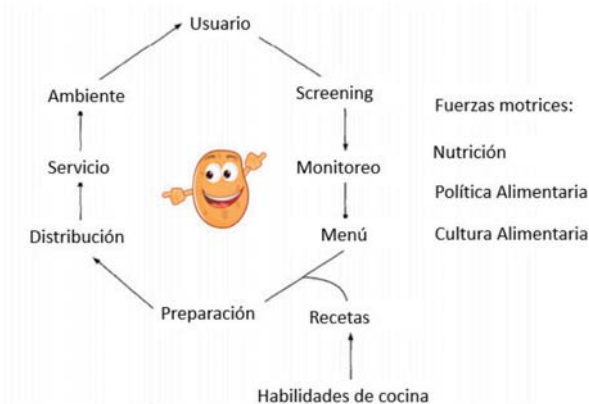 Usuario
Ambiente
Screening
Fuerzas motrices:
Servicio
Monitoreo
Nutrición
Política Alimentaria
Distribución
Menú
Cultura Alimentaria
Preparación
Recetas
Habilidades de cocina